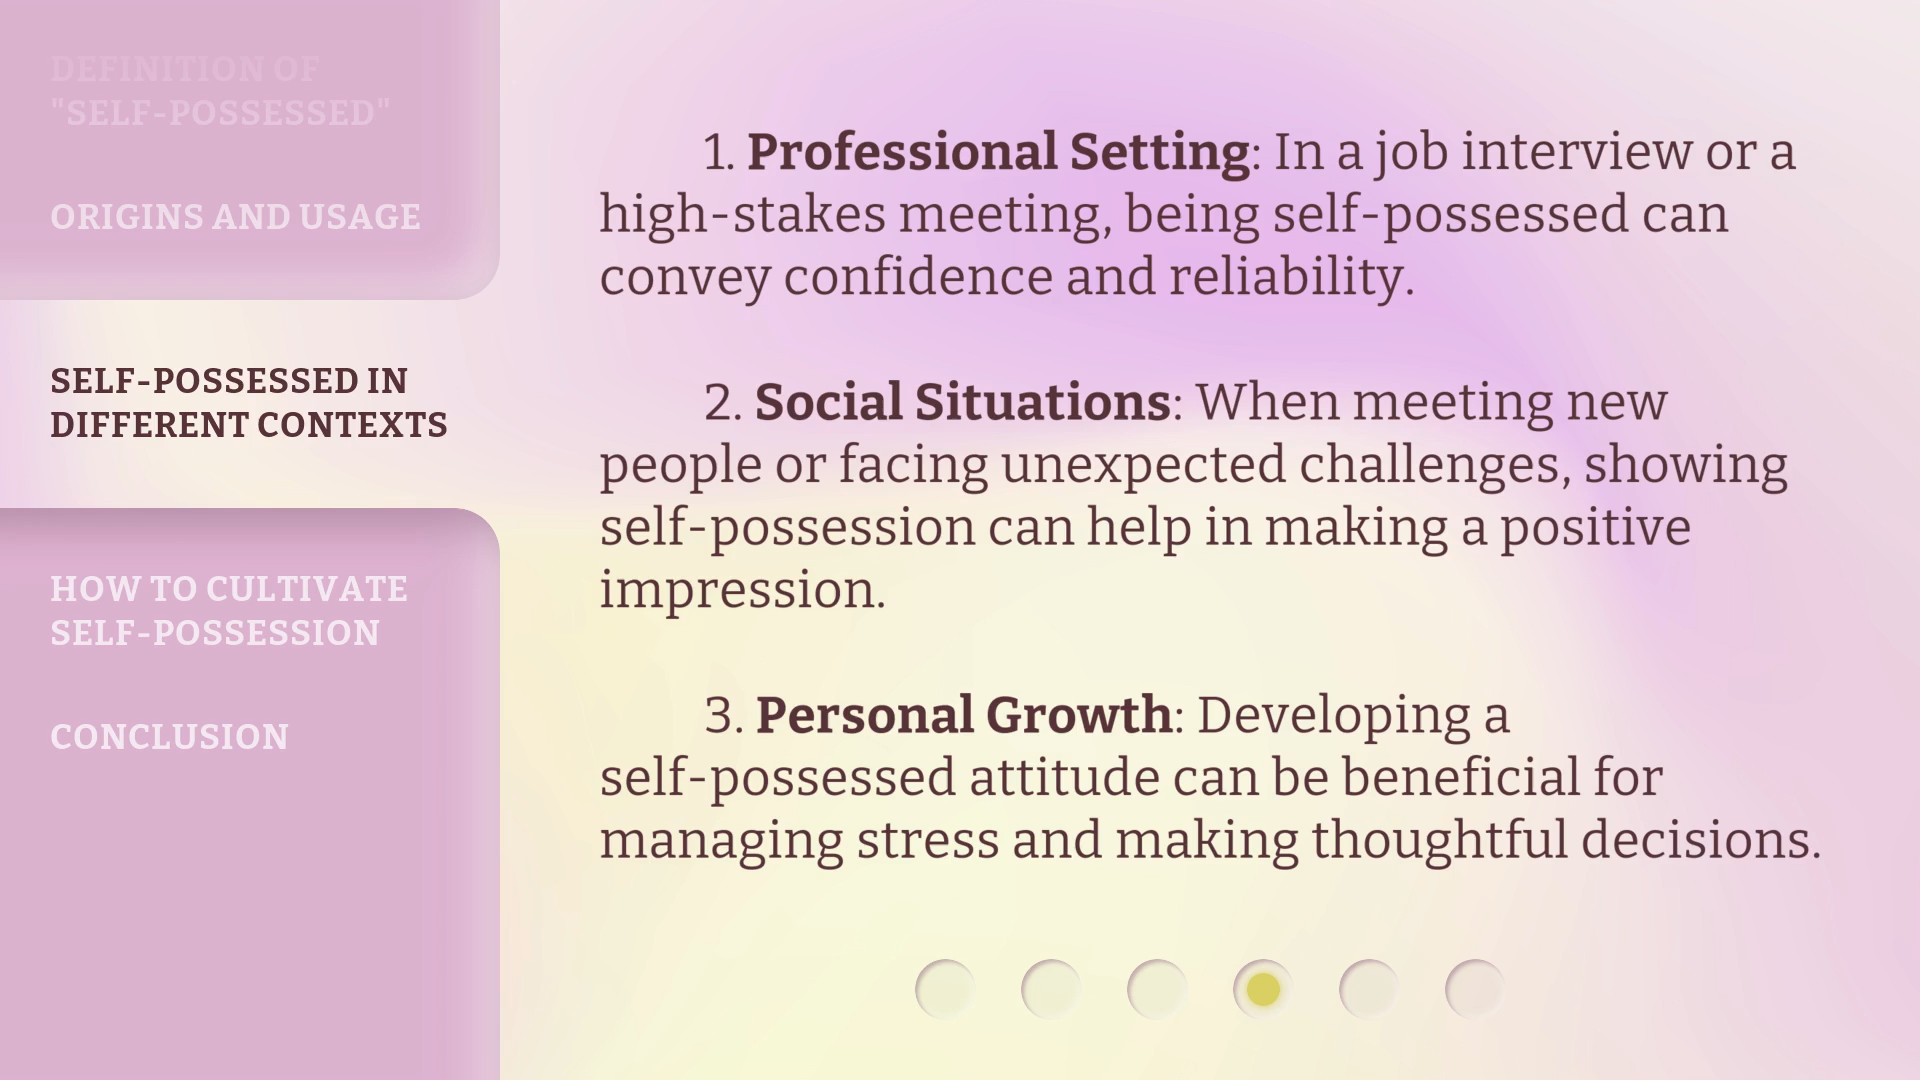 DEFINITION OF
"SELF-POSSESSED"
ORIGINS AND USAGE
SELF-POSSESSED IN
DIFFERENT CONTEXTS
HOW TO CULTIVATE
SELF-POSSESSION
CONCLUSION
1. Professional Setting: In a job interview or a
high-stakes meeting, being self-possessed can
convey confidence and reliability.
2. Social Situations: When meeting new
people or facing unexpected challenges, showing
self-possession can help in making a positive
impression.
3. Personal Growth: Developing a
self-possessed attitude can be beneficial for
managing stress and making thoughtful decisions.